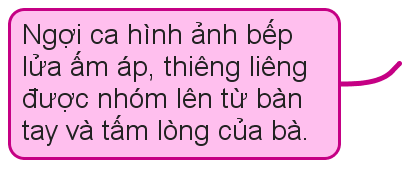 Ngợi ca hình ảnh bếp
lửa ấm áp, thiêng liêng
được nhóm lên từ bàn
tay và tấm lòng của bà.